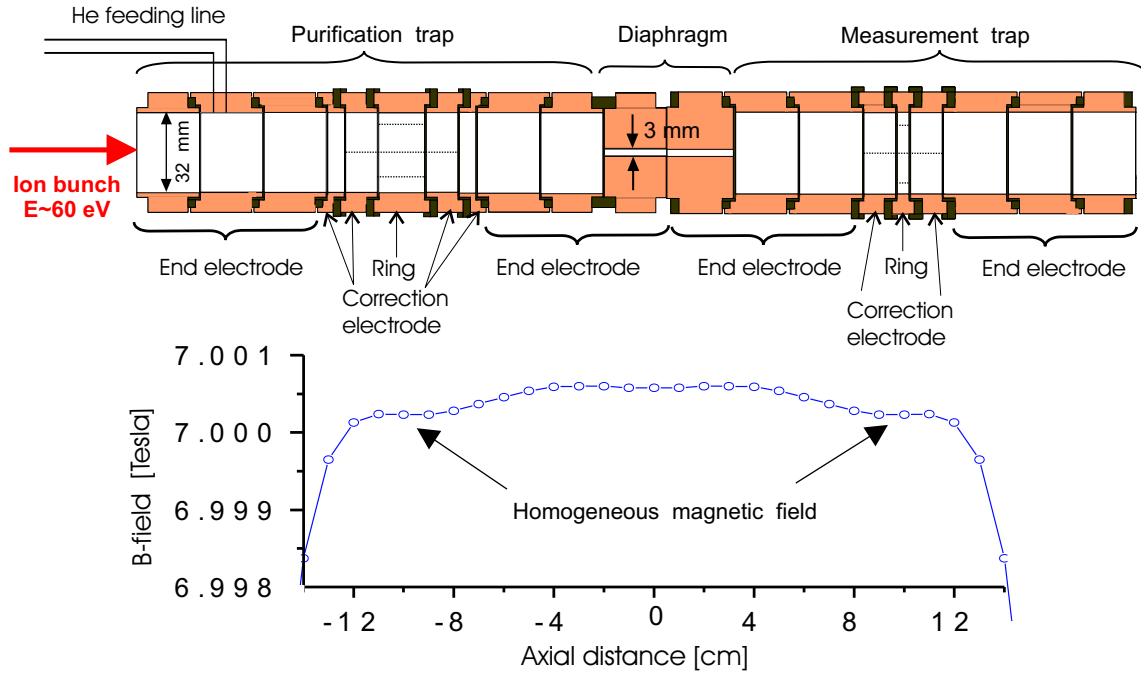 He feeding line
Purification trap
Diaphragm
Measurement trap
32 mm
3 mm
Ion bunch
E~60 eV
End electrode
Ring
End electrode
End electrode
Ring
End electrode
Correction
electrode
Correction
electrode
7.001
7.000
6.999
6.998
B-field [Tesla]
Homogeneous magnetic field
-12
-8
-4
0
4
8
12
Axial distance [cm]